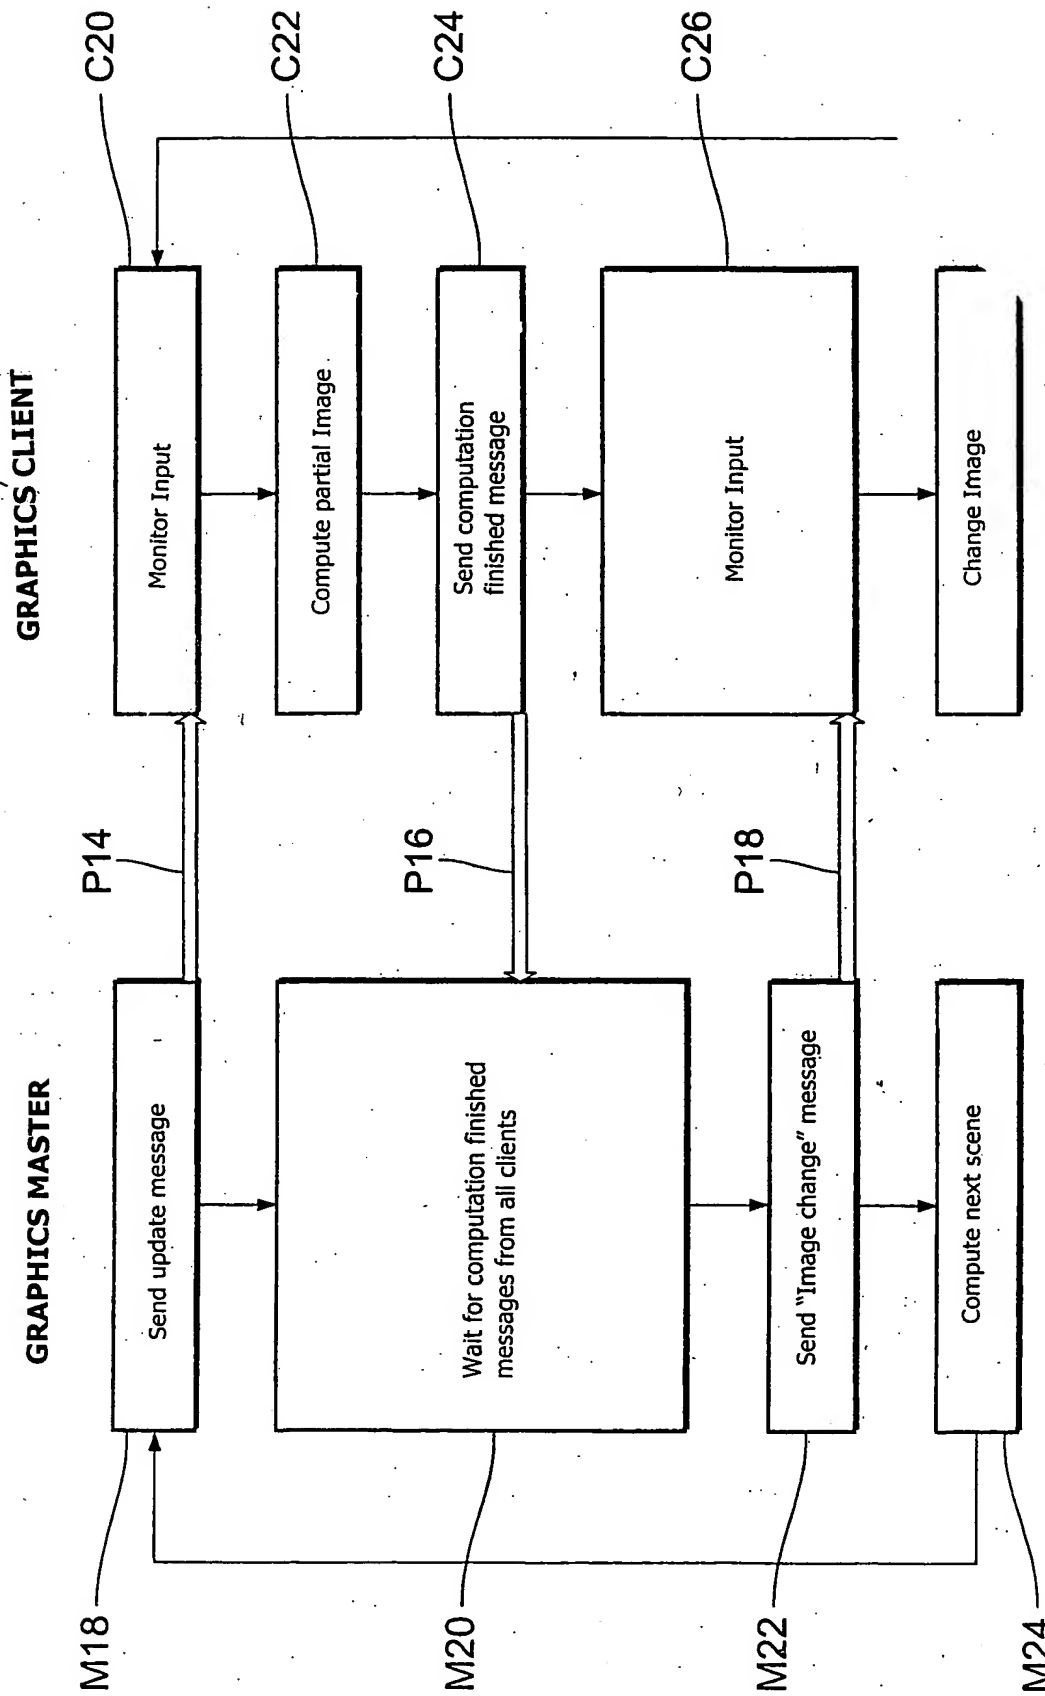 GRAPHICS MASTER
GRAPHICS CLIENT
M18
Send update message
P14
Monitor Input
C20
Compute partial Image
C22
M20
Wait for computation finished
messages from all clients
P16
Send computation
finished message
C24
M22
Send "Image change" message
P18
Monitor Input
C26
M24
Compute next scene
Change Image